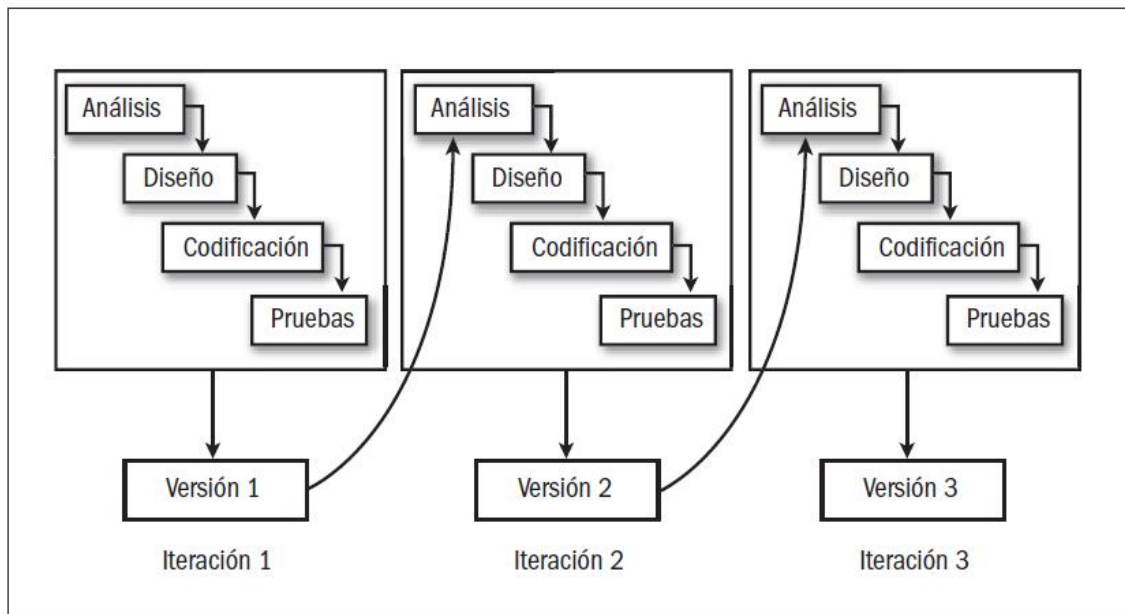 Análisis
Diseño
Codificación
Pruebas
Versión 1
Iteración 1
Análisis
Diseño
Codificación
Pruebas
Versión 2
Iteración 2
Análisis
Diseño
Codificación
Pruebas
Versión 3
Iteración 3